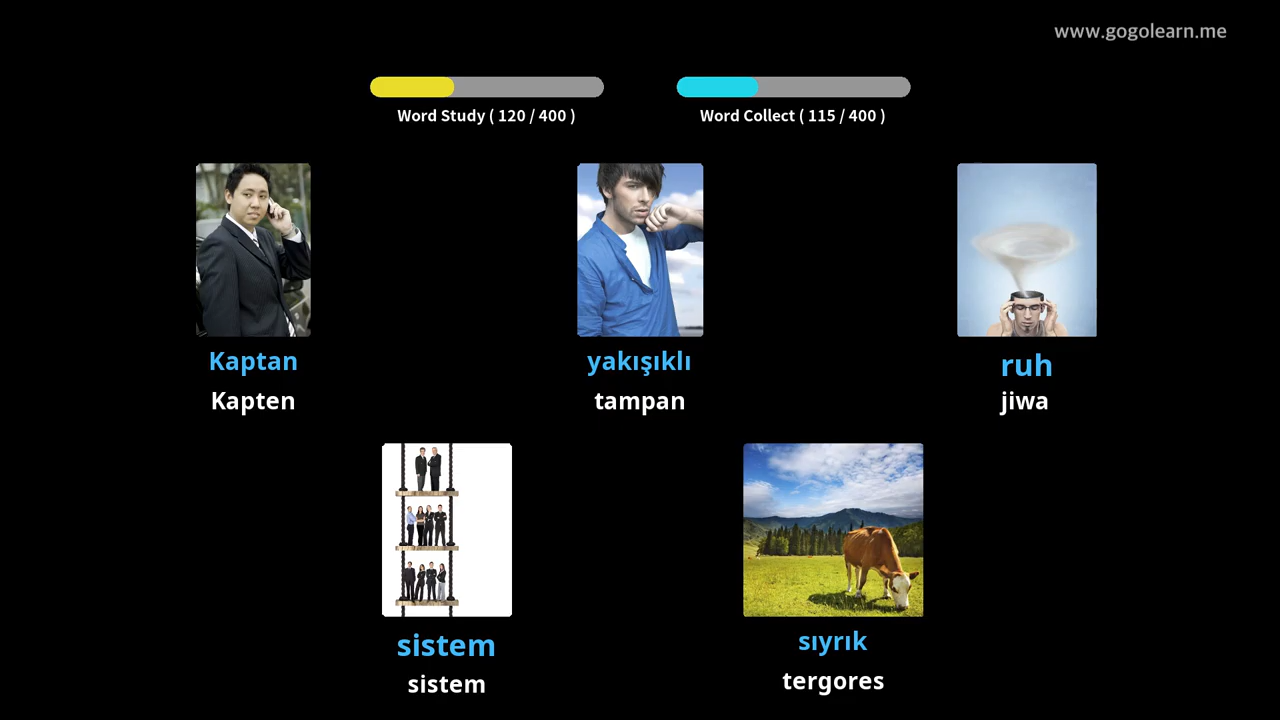 www.gogolearn.me
Word Study ( 120 / 400 )
Word Collect ( 115 / 400 )
Kaptan
Kapten
yakışıklı
tampan
ruh
jiwa
sistem
sistem
sıyrık
tergores